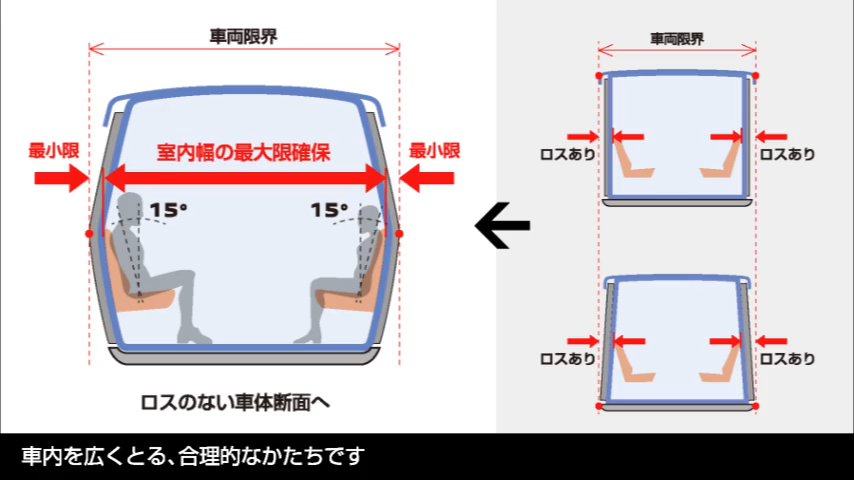 車両限界
最小限
室内幅の最大限確保
最小限
15°
15°
ロスのない車体断面へ
車両限界
ロスあり
ロスあり
ロスあり
ロスあり
車内を広くとる、合理的なかたちです